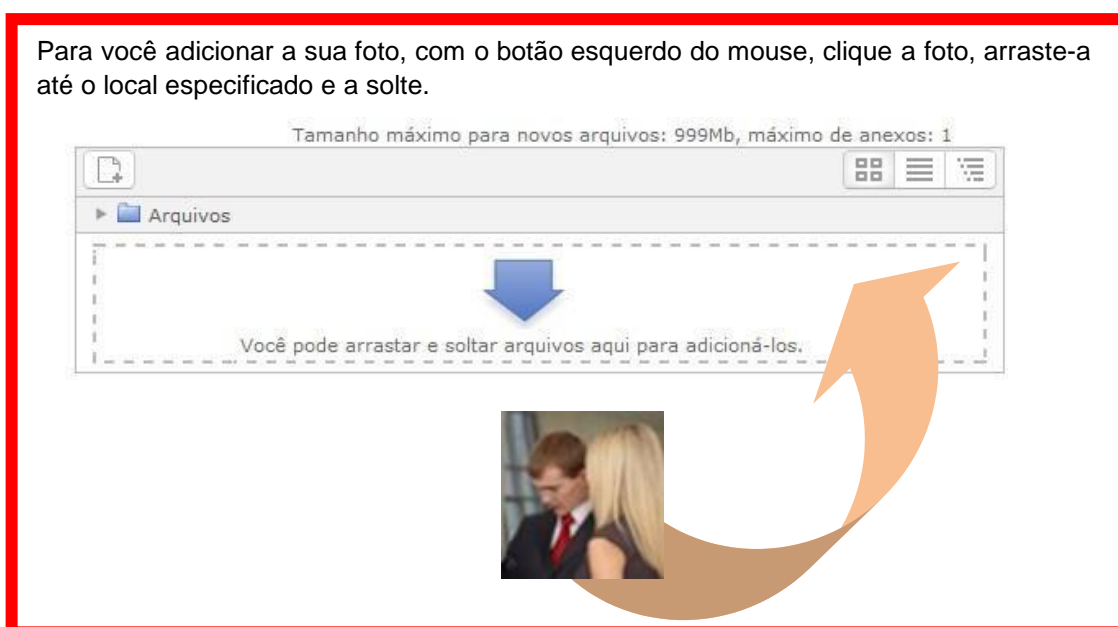 Para você adicionar a sua foto, com o botão esquerdo do mouse, clique a foto, arraste-a
até o local especificado e a solte.
Tamanho máximo para novos arquivos: 999Mb, máximo de anexos: 1
Arquivos
Você pode arrastar e soltar arquivos aqui para adicioná-los.